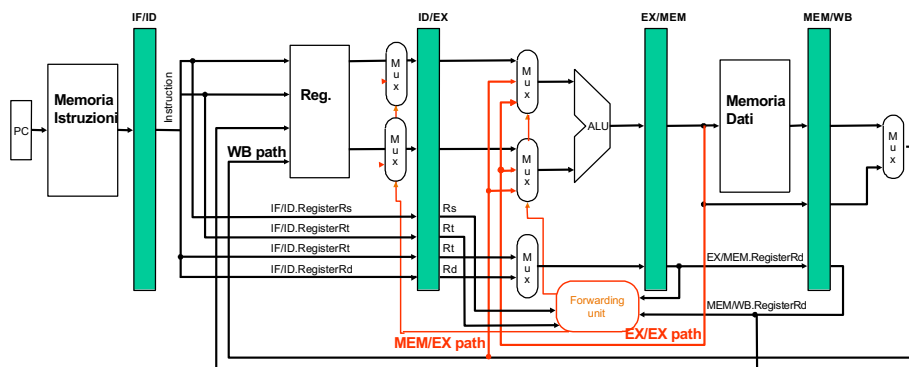 IF/ID
ID/EX
EX/MEM
MEM/WB
PC
Memoria
Istruzioni
Instruction
Reg.
Mux
Mux
Mux
Mux
ALU
Memoria
Dati
Mux
WB path
IF/ID.RegisterRs
Rs
IF/ID.RegisterRt
Rt
IF/ID.RegisterRt
Rt
IF/ID.RegisterRd
Rd
Mux
EX/MEM.RegisterRd
Forwarding
unit
MEM/WB.RegisterRd
MEM/EX path
EX/EX path